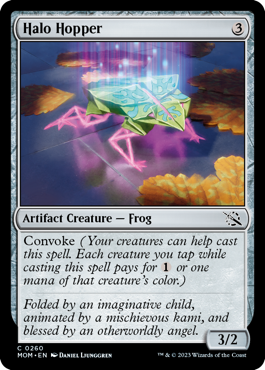 Halo Hopper 3
Artifact Creature — Frog
Convoke (Your creatures can help cast
this spell. Each creature you tap while
casting this spell pays for 1 or one
mana of that creature's color.)
Folded by an imaginative child,
animated by a mischievous kami, and
blessed by an otherworldly angel.
3/2
C 0260
MOM • EN Daniel Ljunggren
™ & © 2023 Wizards of the Coast